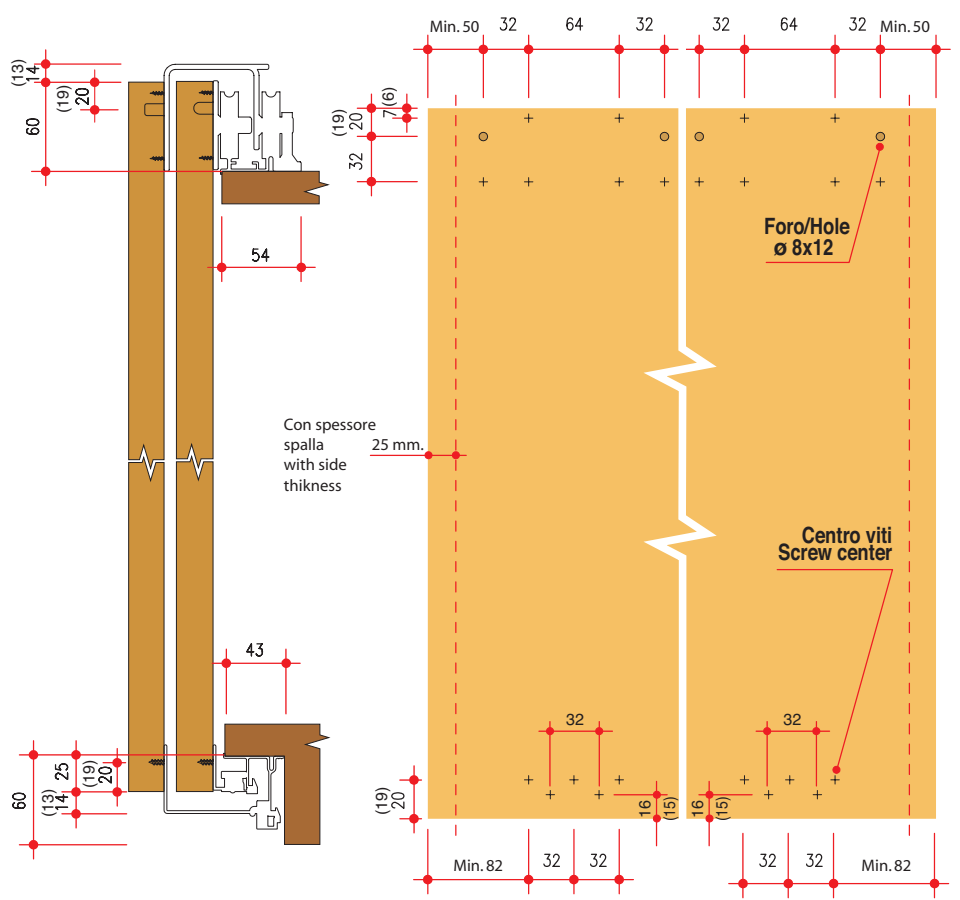 Min. 50
32
64
32
32
64
32
Min. 50
(13)
14
(19)
20
60
(19)
20
7 (6)
32
Foro/Hole
ø 8x12
54
Con spessore
spalla
with side
thikness
25 mm.
Centro viti
Screw center
43
32
32
60
25
(13)
14
(19)
20
(19)
20
16
(15)
16
(15)
Min. 82
32
32
32
32
Min. 82